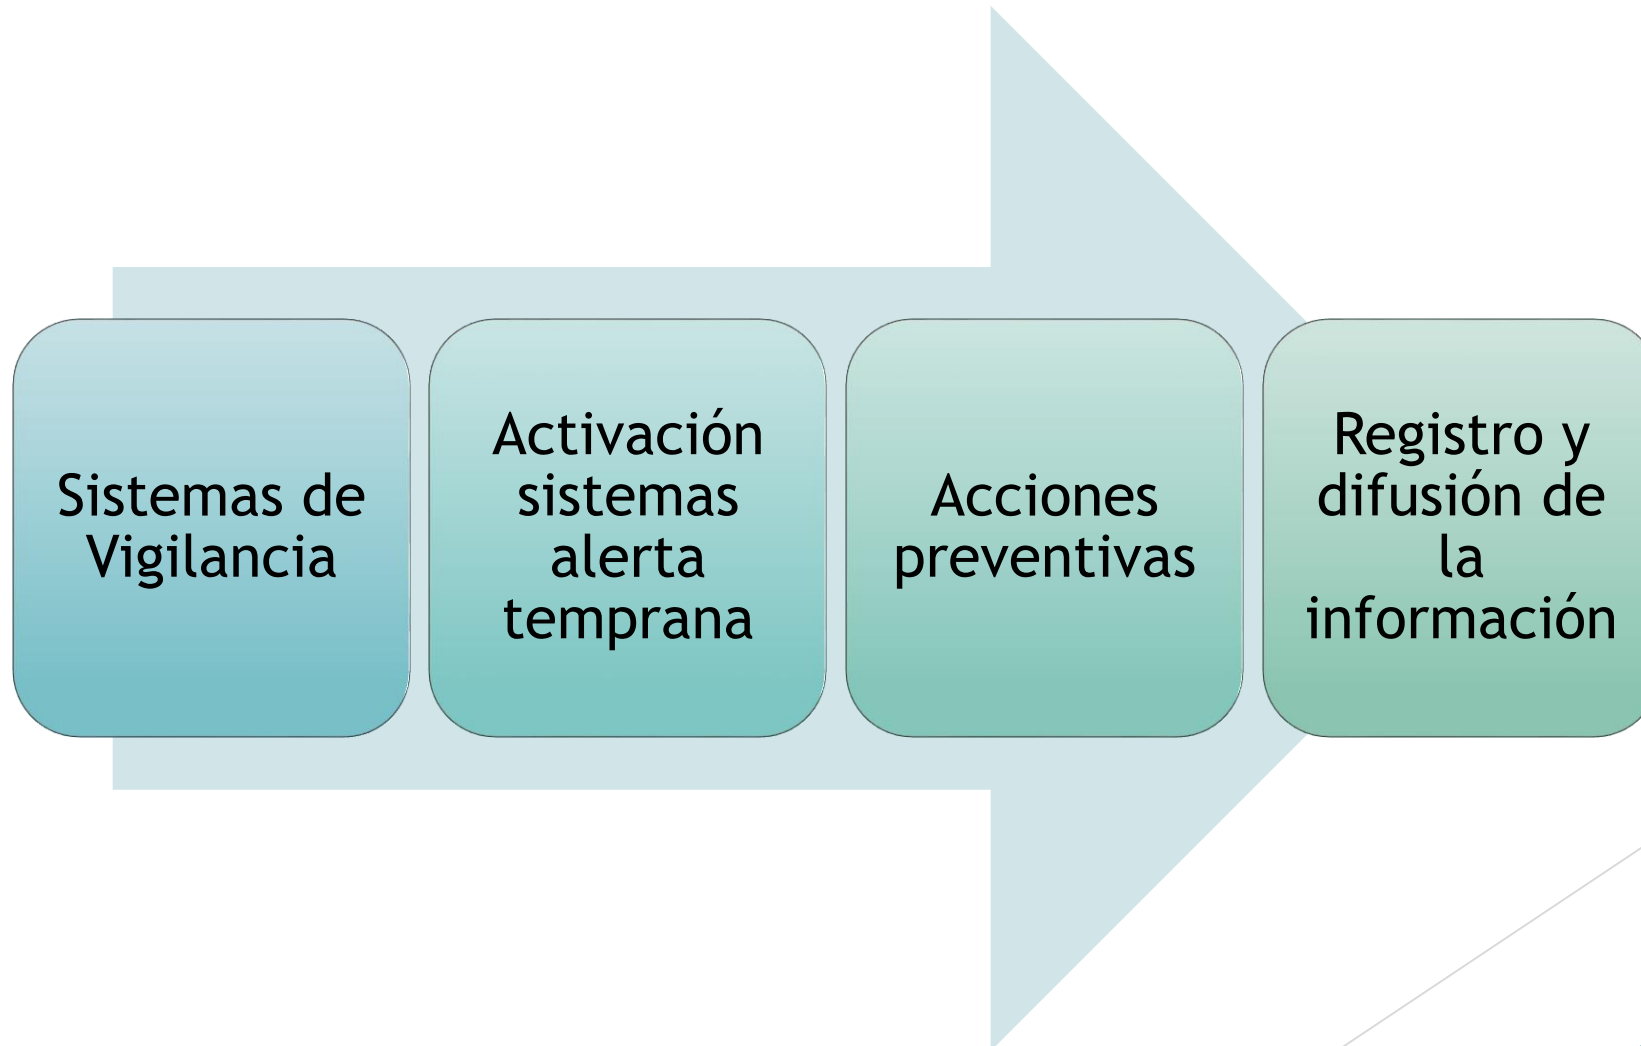 Sistemas de
Vigilancia
Activación
sistemas
alerta
temprana
Acciones
preventivas
Registro y
difusión de
la
información